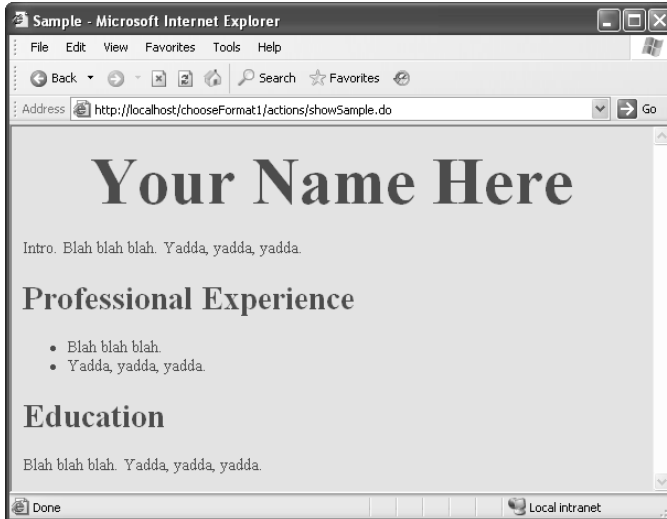 Sample - Microsoft Internet Explorer
File Edit View Favorites Tools Help
Back Search Favorites
Address http://localhost/chooseFormat1/actions/showSample.do Go
Your Name Here
Intro. Blah blah blah. Yadda, yadda, yadda.
Professional Experience
• Blah blah blah.
• Yadda, yadda, yadda.
Education
Blah blah blah. Yadda, yadda, yadda.
Done Local intranet